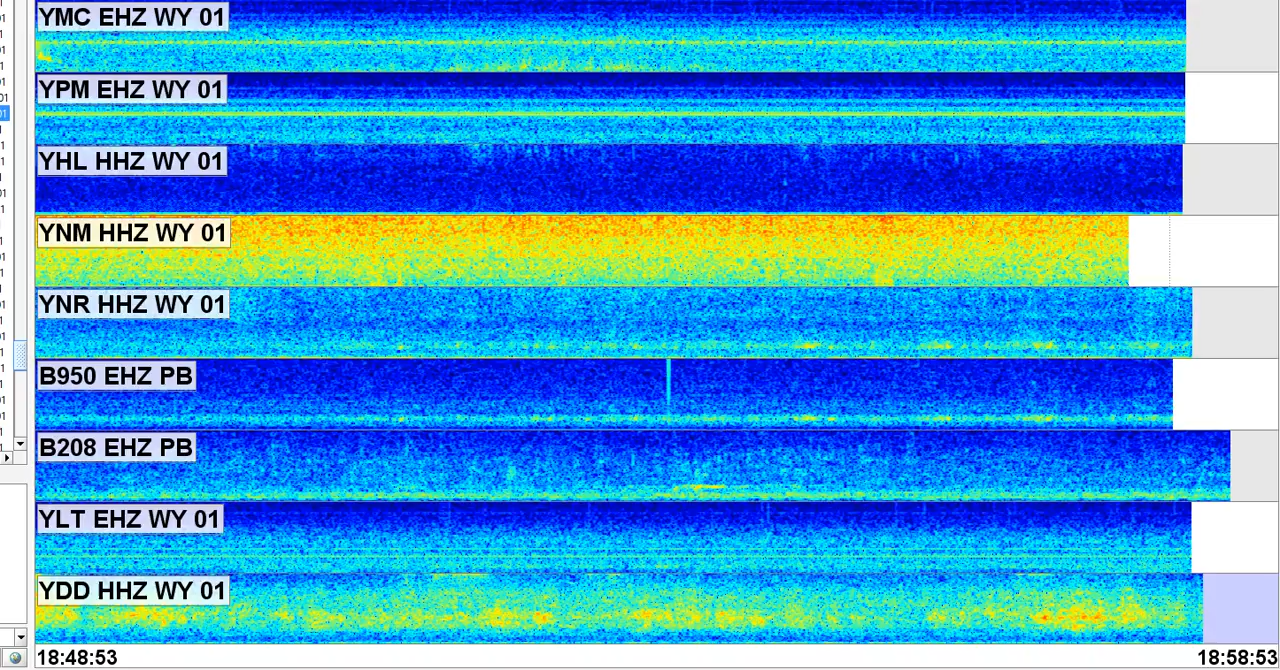 YMC EHZ WY 01
YPM EHZ WY 01
YHL HHZ WY 01
YNM HHZ WY 01
YNR HHZ WY 01
B950 EHZ PB
B208 EHZ PB
YLT EHZ WY 01
YDD HHZ WY 01
18:48:53 18:58:53